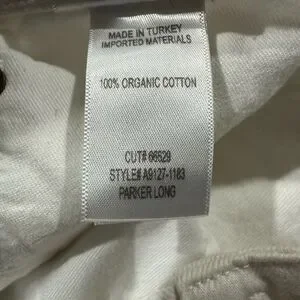 MADE IN TURKEY
IMPORTED MATERIALS
100% ORGANIC COTTON
CUT# 66529
STYLE# A9127-1183
PARKER LONG